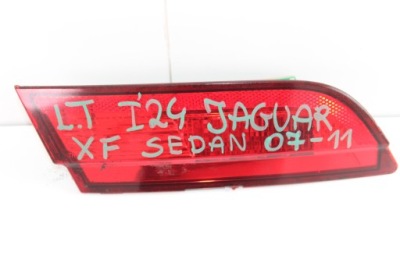 L.T I24 JAGUAR
XF SEDAN 07-11